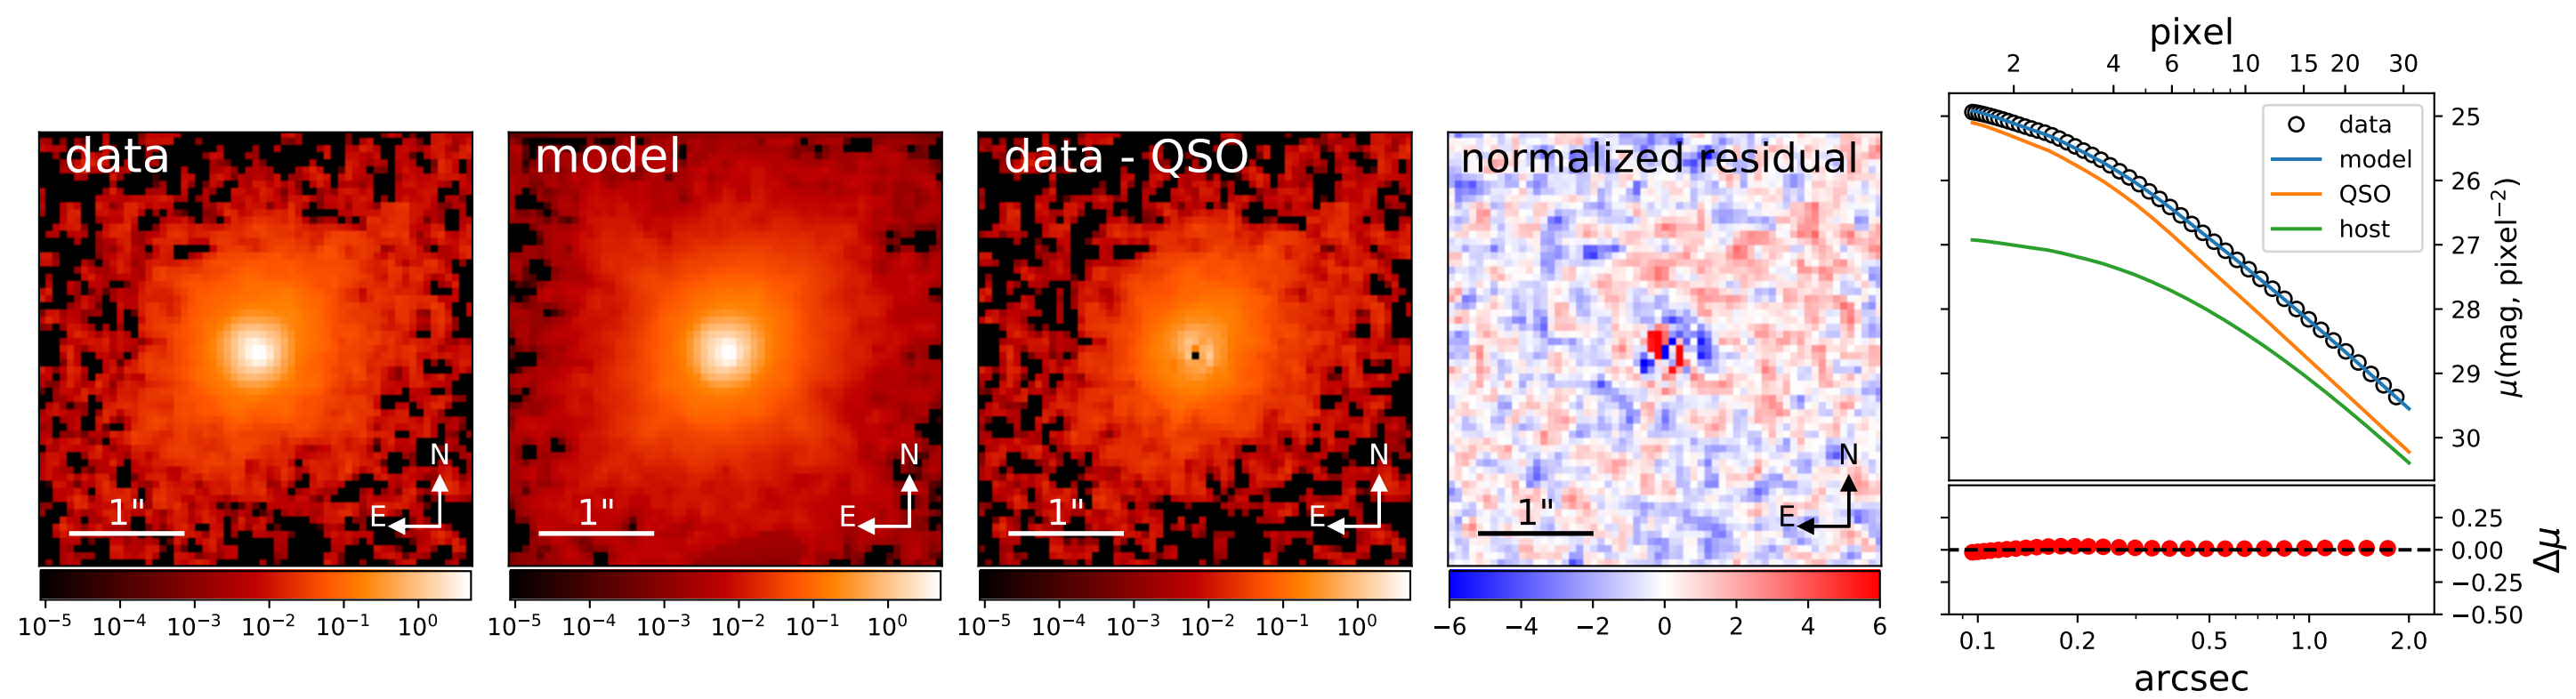 data
N
E
1"
10⁻⁵ 10⁻⁴ 10⁻³ 10⁻² 10⁻¹ 10⁰
model
N
E
1"
10⁻⁵ 10⁻⁴ 10⁻³ 10⁻² 10⁻¹ 10⁰
data - QSO
N
E
1"
10⁻⁵ 10⁻⁴ 10⁻³ 10⁻² 10⁻¹ 10⁰
normalized residual
N
E
1"
−6 −4 −2 0 2 4 6
pixel
2 4 6 10 15 20 30
data
model
QSO
host
25
26
27
28
29
30
μ(mag, pixel⁻²)
0.25
0.00
−0.25
−0.50
Δμ
0.1 0.2 0.5 1.0 2.0
arcsec